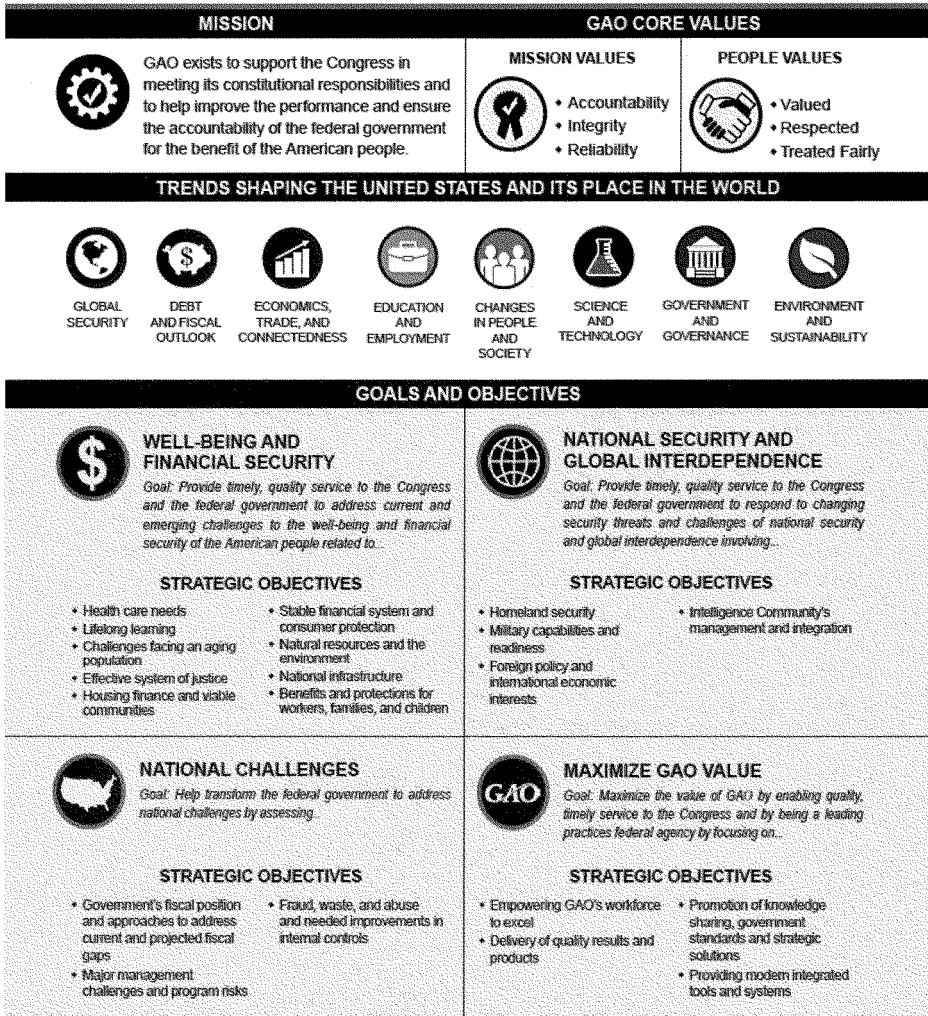 MISSION
GAO exists to support the Congress in
meeting its constitutional responsibilities and
to help improve the performance and ensure
the accountability of the federal government
for the benefit of the American people.
GAO CORE VALUES
MISSION VALUES
• Accountability
• Integrity
• Reliability
PEOPLE VALUES
• Valued
• Respected
• Treated Fairly
TRENDS SHAPING THE UNITED STATES AND ITS PLACE IN THE WORLD
GLOBAL
SECURITY
$
DEBT
AND FISCAL
OUTLOOK
ECONOMICS,
TRADE, AND
CONNECTEDNESS
EDUCATION
AND
EMPLOYMENT
CHANGES
IN PEOPLE
AND
SOCIETY
SCIENCE
AND
TECHNOLOGY
GOVERNMENT
AND
GOVERNANCE
ENVIRONMENT
AND
SUSTAINABILITY
GOALS AND OBJECTIVES
$
WELL-BEING AND
FINANCIAL SECURITY
Goal: Provide timely, quality service to the Congress
and the federal government to address current and
emerging challenges to the well-being and financial
security of the American people related to...
STRATEGIC OBJECTIVES
• Health care needs
• Lifelong learning
• Challenges facing an aging
population
• Effective system of justice
• Housing finance and viable
communities
• Stable financial system and
consumer protection
• Natural resources and the
environment
• National infrastructure
• Benefits and protections for
workers, families, and children
NATIONAL SECURITY AND
GLOBAL INTERDEPENDENCE
Goal: Provide timely, quality service to the Congress
and the federal government to respond to changing
security threats and challenges of national security
and global interdependence involving...
STRATEGIC OBJECTIVES
• Homeland security
• Military capabilities and
readiness
• Foreign policy and
international economic
interests
• Intelligence Community's
management and integration
NATIONAL CHALLENGES
Goal: Help transform the federal government to address
national challenges by assessing...
STRATEGIC OBJECTIVES
• Government's fiscal position
and approaches to address
current and projected fiscal
gaps
• Major management
challenges and program risks
• Fraud, waste, and abuse
and needed improvements in
internal controls
GAO
MAXIMIZE GAO VALUE
Goal: Maximize the value of GAO by enabling quality,
timely service to the Congress and by being a leading
practices federal agency by focusing on...
STRATEGIC OBJECTIVES
• Empowering GAO's workforce
to excel
• Delivery of quality results and
products
• Promotion of knowledge
sharing, government
standards and strategic
solutions
• Providing modern integrated
tools and systems